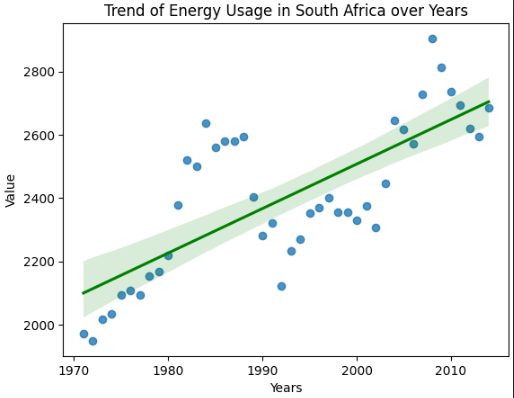 Trend of Energy Usage in South Africa over Years
2800
2600
2400
2200
2000
Value
1970 1980 1990 2000 2010
Years